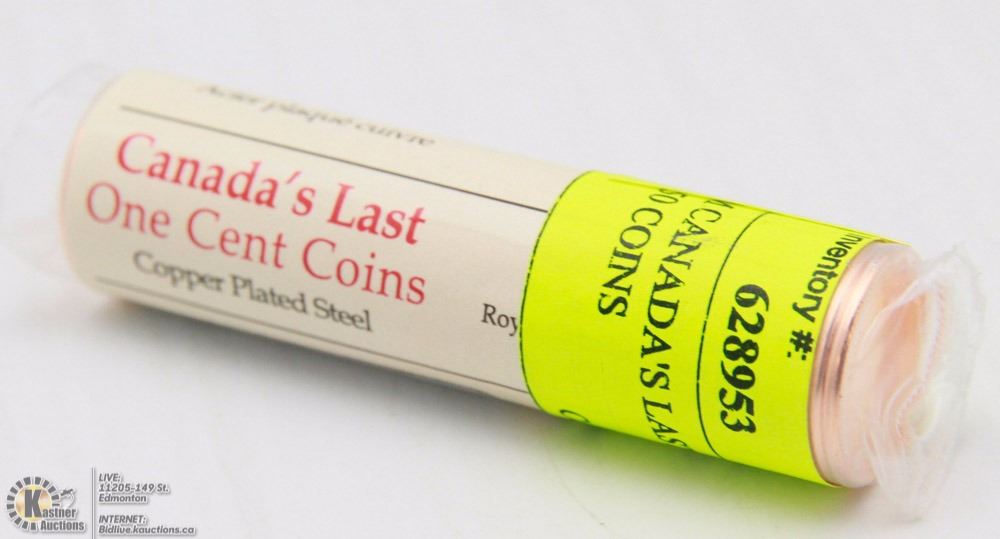 Acier plaqué cuivre
Canada's Last
One Cent Coins
Copper Plated Steel
Roy
Inventory #:
628953
CANADA'S LAS
50 COINS
Kastner
Auctions
LIVE:
11205-149 St.
Edmonton
INTERNET:
Bidlive.kauctions.ca